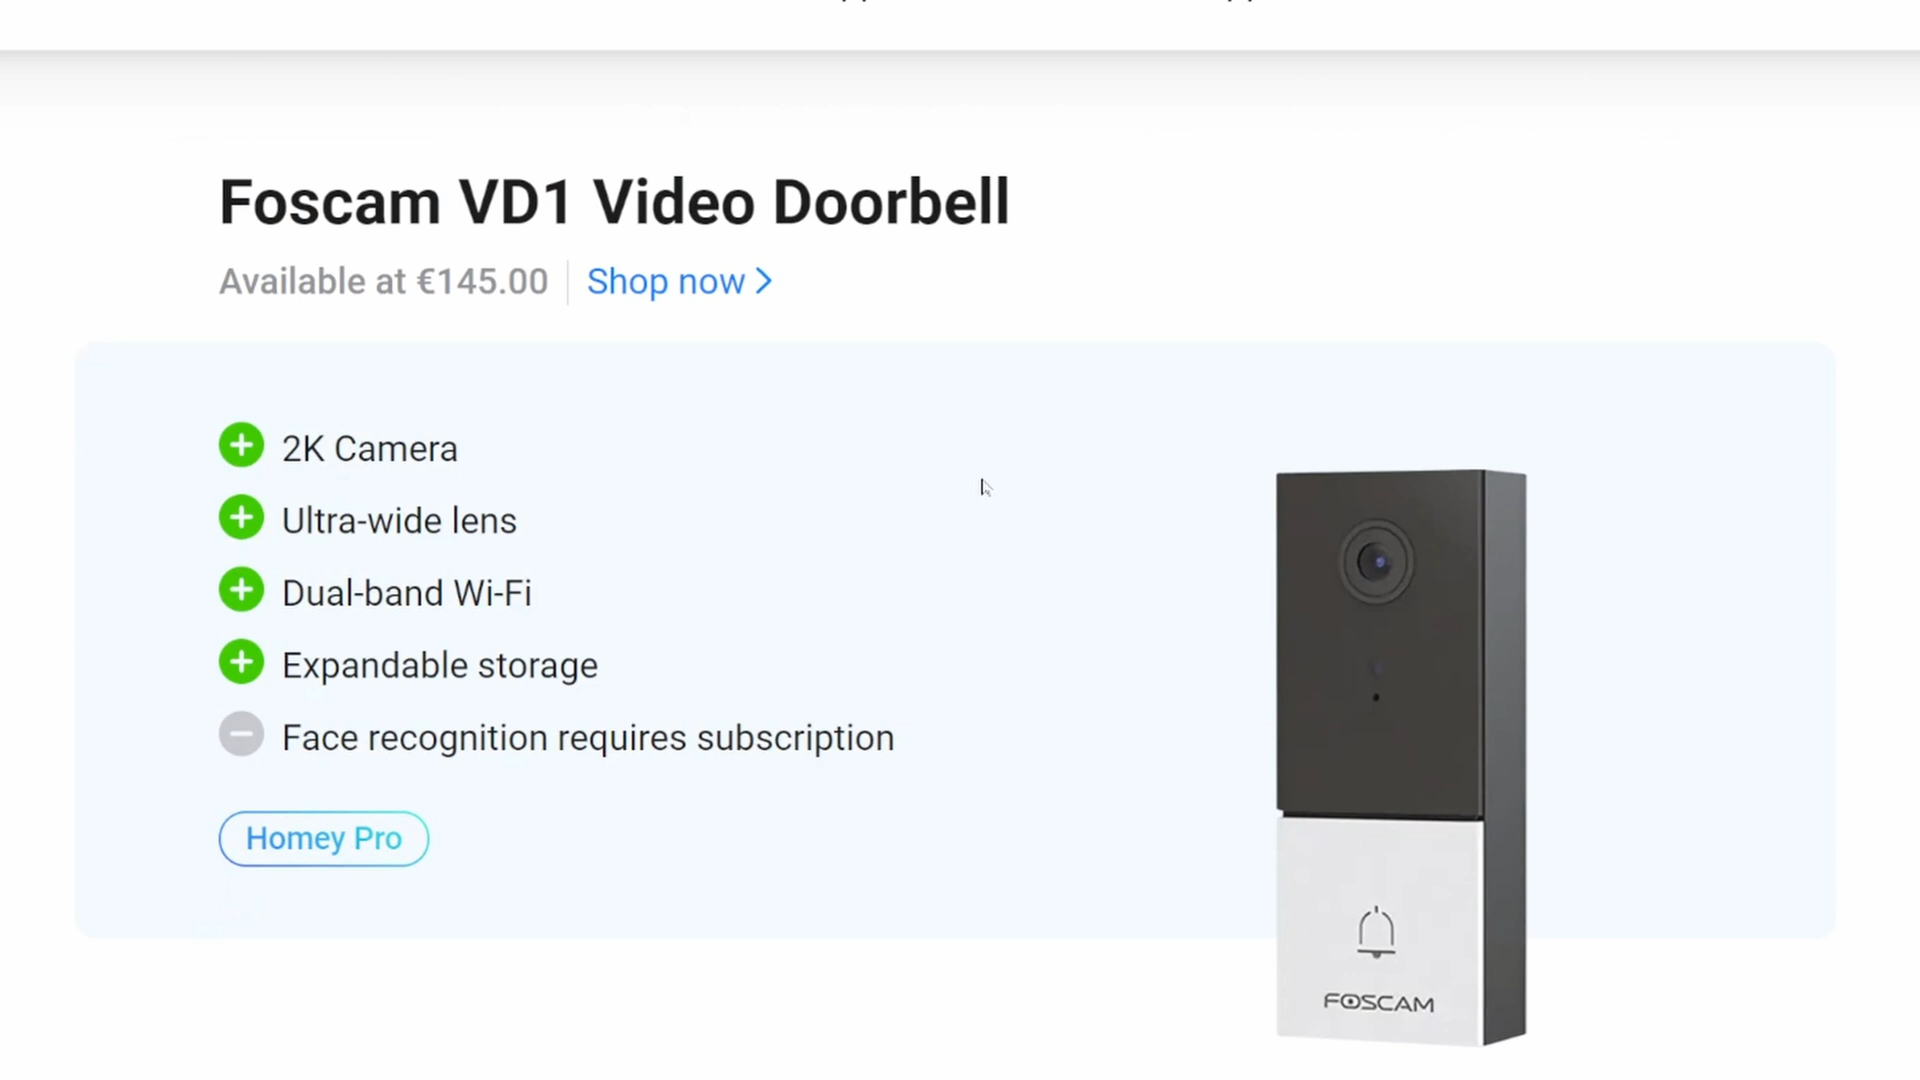 Foscam VD1 Video Doorbell
Available at €145.00
Shop now
2K Camera
Ultra-wide lens
Dual-band Wi-Fi
Expandable storage
Face recognition requires subscription
Homey Pro
FOSCAM